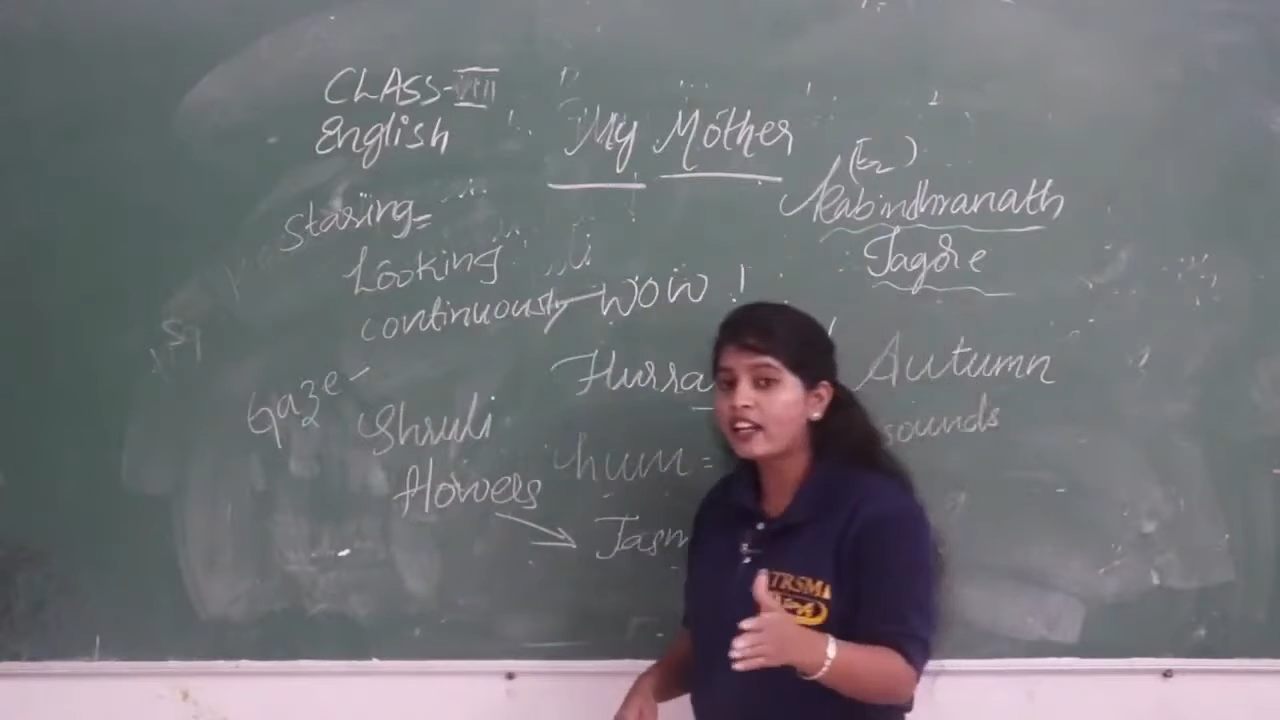 CLASS-VIII
English
My Mother
Rabindhranath
Tagore
Staring=
Looking
continuously
WOW !
Hurra
Autumn
Gaze-
Shruli
flowers
hum =
sounds
Jasm
TRSM